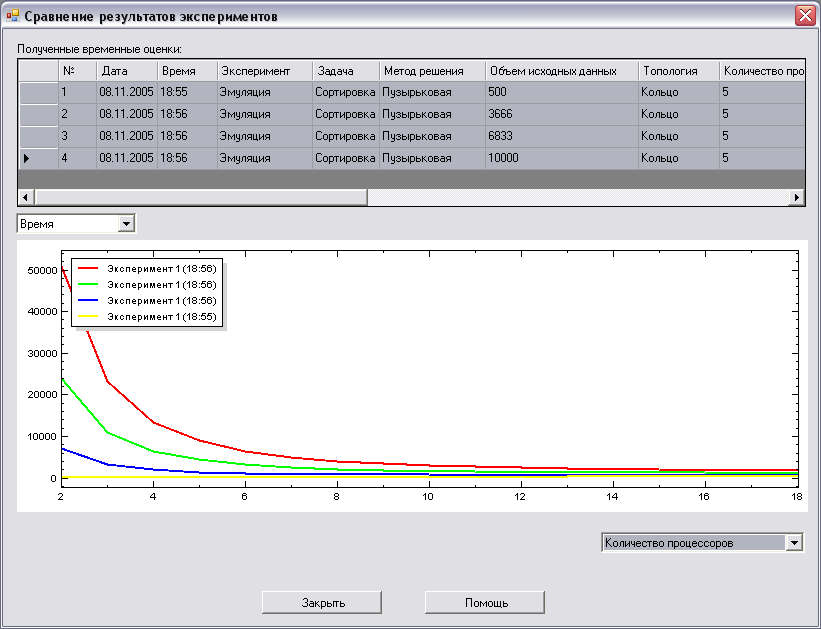 Сравнение результатов экспериментов
Полученные временные оценки:
№ Дата Время Эксперимент Задача Метод решения Объем исходных данных Топология Количество про
1 08.11.2005 18:55 Эмуляция Сортировка Пузырьковая 500 Кольцо 5
2 08.11.2005 18:56 Эмуляция Сортировка Пузырьковая 3666 Кольцо 5
3 08.11.2005 18:56 Эмуляция Сортировка Пузырьковая 6833 Кольцо 5
4 08.11.2005 18:56 Эмуляция Сортировка Пузырьковая 10000 Кольцо 5
Время
Эксперимент 1 (18:56)
Эксперимент 1 (18:56)
Эксперимент 1 (18:56)
Эксперимент 1 (18:55)
50000
40000
30000
20000
10000
0
2 4 6 8 10 12 14 16 18
Количество процессоров
Закрыть Помощь